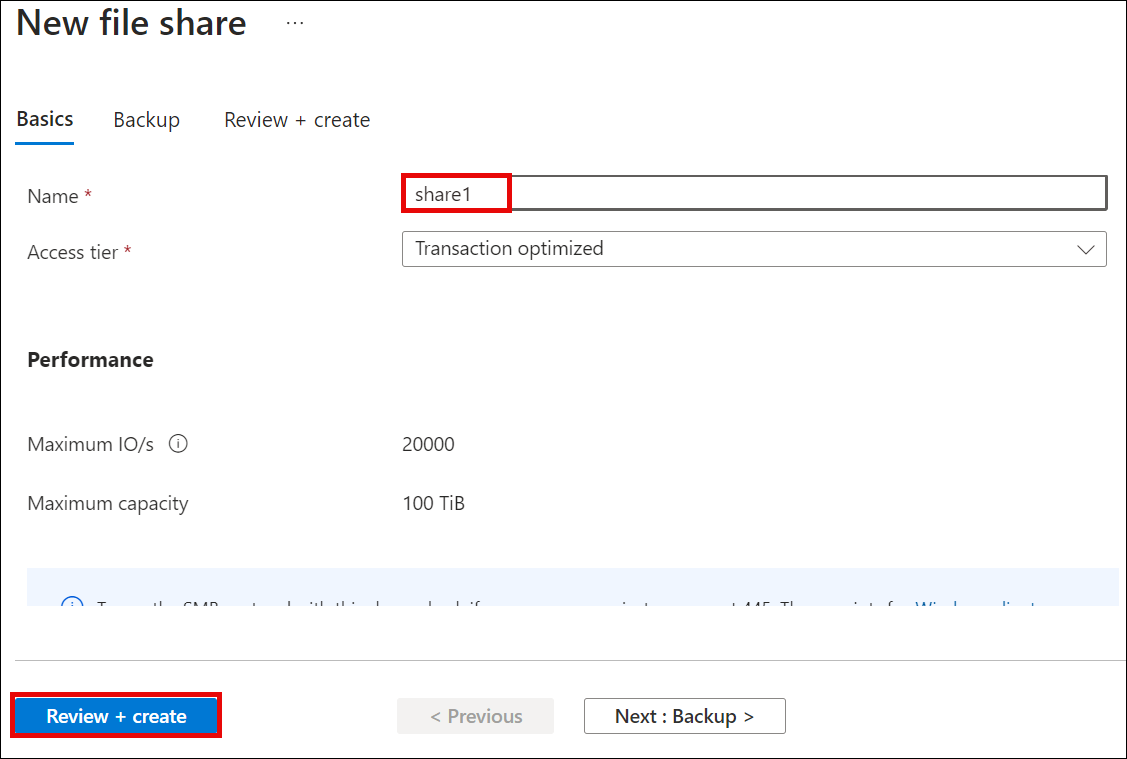 New file share ...
Basics Backup Review + create
Name * share1
Access tier * Transaction optimized
Performance
Maximum IO/s 20000
Maximum capacity 100 TiB
Review + create < Previous Next : Backup >